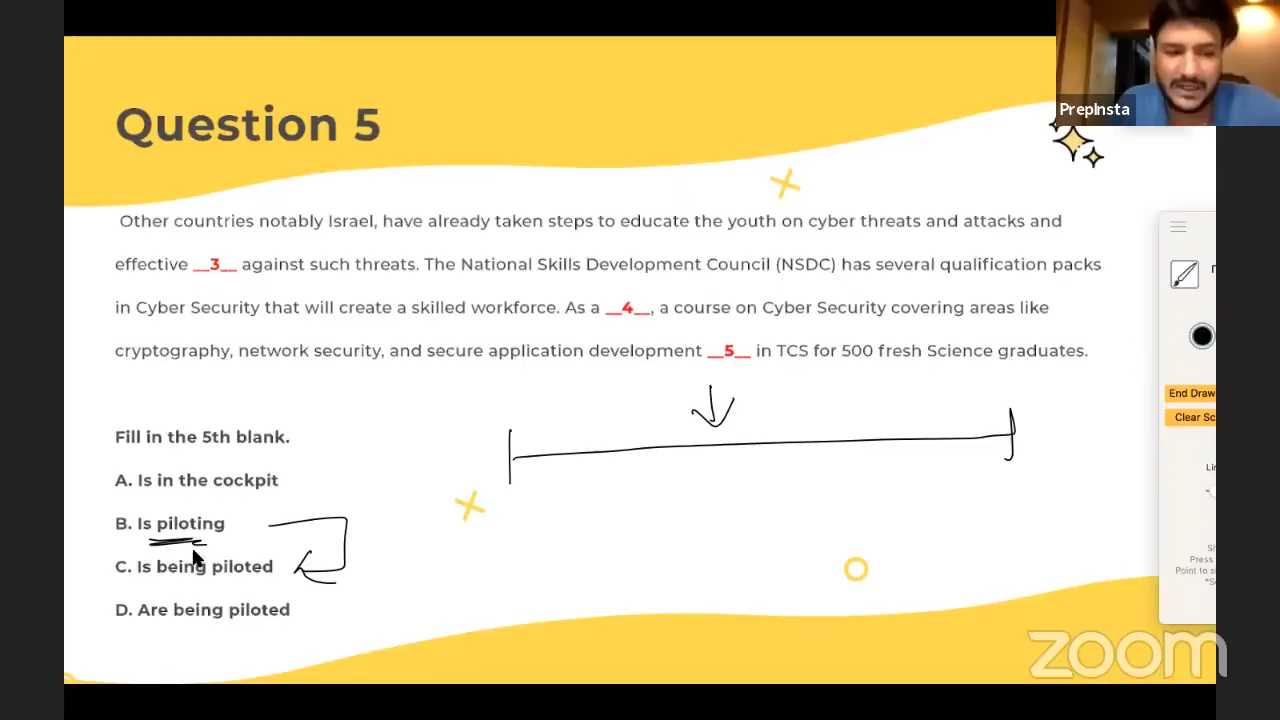 PrepInsta
Question 5
Other countries notably Israel, have already taken steps to educate the youth on cyber threats and attacks and
effective __3__ against such threats. The National Skills Development Council (NSDC) has several qualification packs
in Cyber Security that will create a skilled workforce. As a __4__, a course on Cyber Security covering areas like
cryptography, network security, and secure application development __5__ in TCS for 500 fresh Science graduates.
Fill in the 5th blank.
A. Is in the cockpit
B. Is piloting
C. Is being piloted
D. Are being piloted
End Draw
Clear Sc
Press
Point to s
zoom